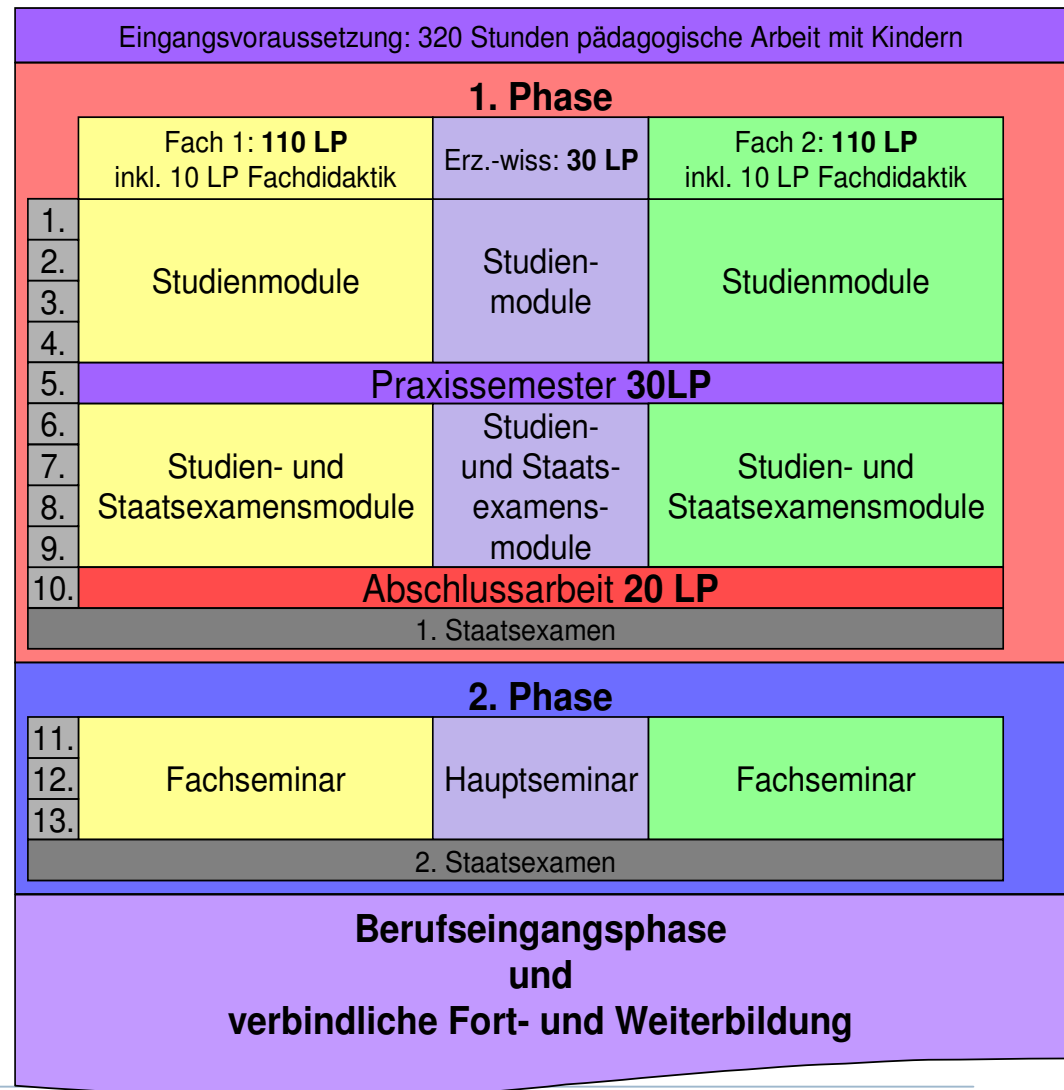 Eingangsvoraussetzung: 320 Stunden pädagogische Arbeit mit Kindern
1. Phase
Fach 1: 110 LP
inkl. 10 LP Fachdidaktik
Erz.-wiss: 30 LP
Fach 2: 110 LP
inkl. 10 LP Fachdidaktik
1.
2.
3.
4.
Studienmodule
Studien-
module
Studienmodule
5.
Praxissemester 30LP
6.
7.
8.
9.
Studien- und
Staatsexamensmodule
Studien-
und Staats-
examens-
module
Studien- und
Staatsexamensmodule
10.
Abschlussarbeit 20 LP
1. Staatsexamen
2. Phase
11.
12.
13.
Fachseminar
Hauptseminar
Fachseminar
2. Staatsexamen
Berufseingangsphase
und
verbindliche Fort- und Weiterbildung